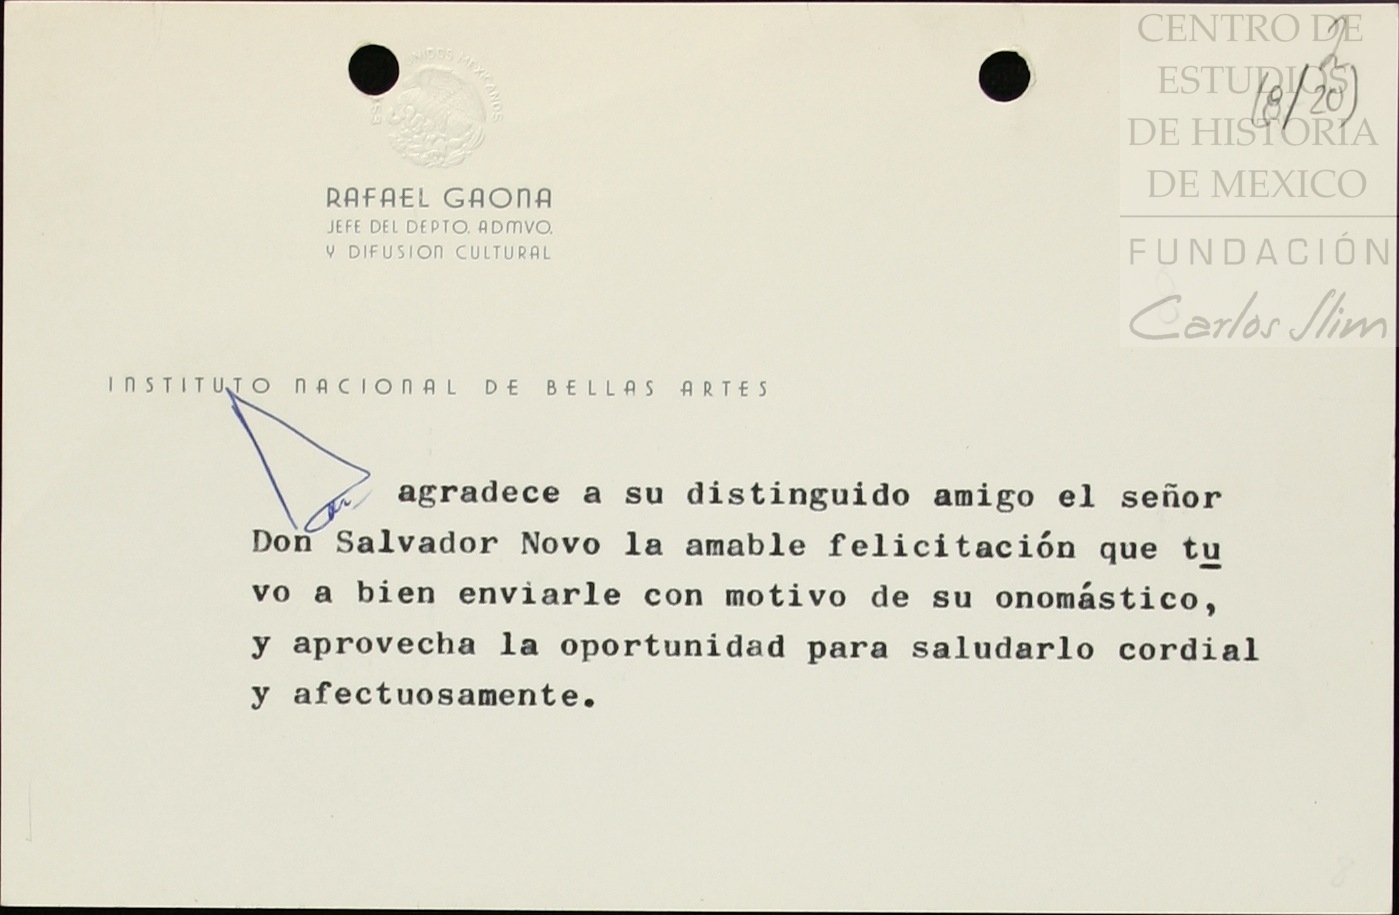 CENTRO DE
ESTUDIOS
DE HISTORIA
DE MEXICO
FUNDACIÓN
Carlos Slim
(8/20)
UNIDOS MEXICANOS
RAFAEL GAONA
JEFE DEL DEPTO. ADMVO.
Y DIFUSION CULTURAL
INSTITUTO NACIONAL DE BELLAS ARTES
agradece a su distinguido amigo el señor
Don Salvador Novo la amable felicitación que tu
vo a bien enviarle con motivo de su onomástico,
y aprovecha la oportunidad para saludarlo cordial
y afectuosamente.